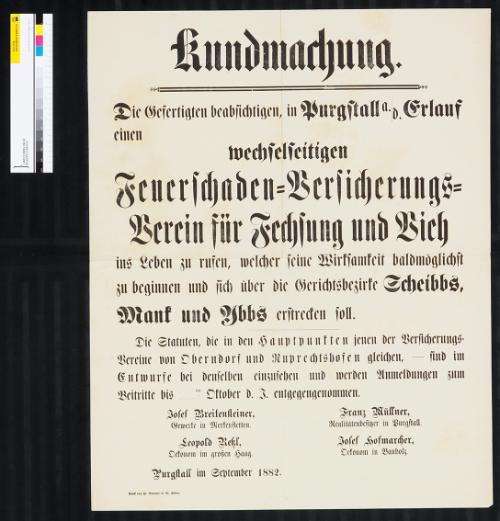 Kundmachung.
Die Gefertigten beabsichtigen, in Purgstall a. d. Erlauf
einen
wechselseitigen
Feuerschaden-Versicherungs-
Verein für Fechsung und Vieh
ins Leben zu rufen, welcher seine Wirksamkeit baldmöglichst
zu beginnen und sich über die Gerichtsbezirke Scheibbs,
Mank und Ybbs erstrecken soll.
Die Statuten, die in den Hauptpunkten jenen der Versicherungs-
Vereine von Oberndorf und Ruprechtshofen gleichen, — sind im
Entwurfe bei denselben einzusehen und werden Anmeldungen zum
Beitritte bis Oktober d. J. entgegengenommen.
Josef Breitensteiner,
Gewerke in Merkenstetten.
Franz Müllner,
Realitätenbesitzer in Purgstall.
Leopold
Oekonom im großen Haag.
Josef Hofmarcher,
Oekonom in
Purgstall im September 1882.